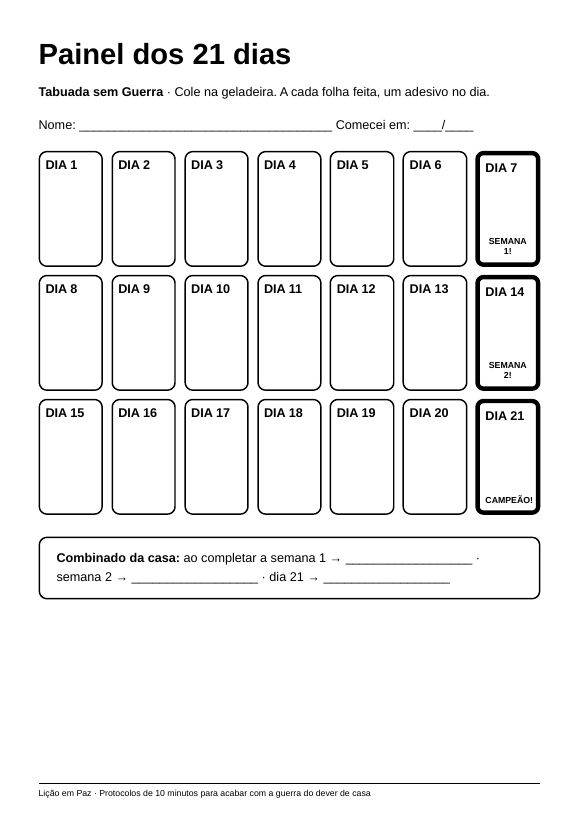 Painel dos 21 dias
Tabuada sem Guerra · Cole na geladeira. A cada folha feita, um adesivo no dia.
Nome: ____________________________________ Comecei em: ____/____
DIA 1
DIA 2
DIA 3
DIA 4
DIA 5
DIA 6
DIA 7
SEMANA
1!
DIA 8
DIA 9
DIA 10
DIA 11
DIA 12
DIA 13
DIA 14
SEMANA
2!
DIA 15
DIA 16
DIA 17
DIA 18
DIA 19
DIA 20
DIA 21
CAMPEÃO!
Combinado da casa: ao completar a semana 1 → __________________ ·
semana 2 → __________________ · dia 21 → __________________
Lição em Paz · Protocolos de 10 minutos para acabar com a guerra do dever de casa